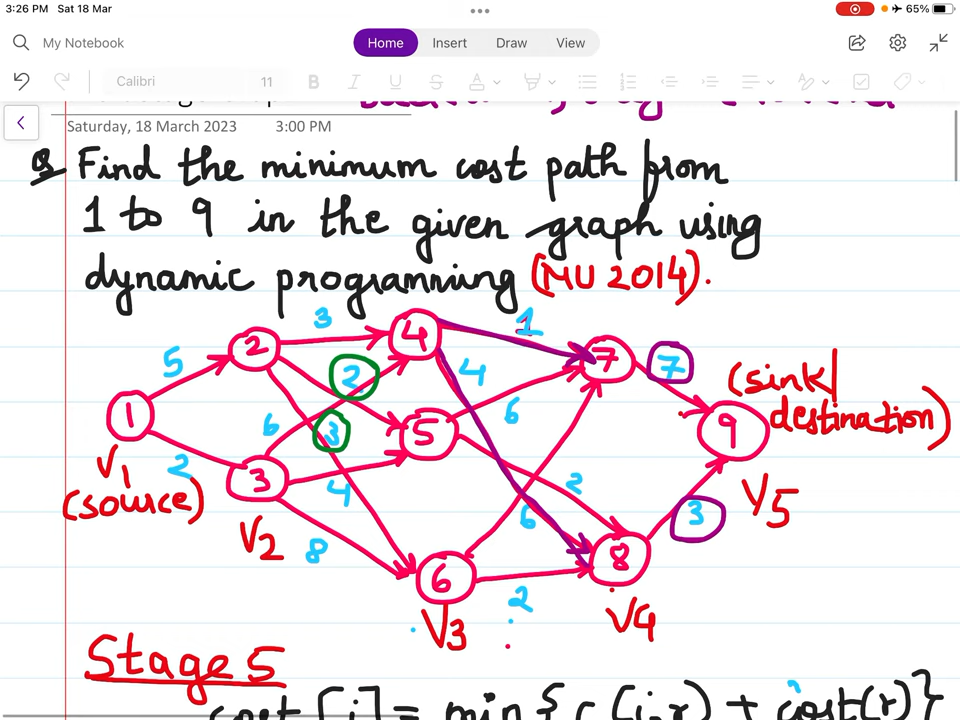 3:26 PM Sat 18 Mar
65%
My Notebook
Home Insert Draw View
Calibri 11 B I U S A
Saturday, 18 March 2023 3:00 PM
Q Find the minimum cost path from
1 to 9 in the given graph using
dynamic programming (MU 2014).
3
1
4
2
7
5
2
4
7
(sink/
destination)
1
6
3
5
6
9
V1
2
3
4
2
6
3
V5
(source)
V2
8
6
8
2
V3
V4
Stage 5
cost [i] = min { c(i,r) + cost(r) }